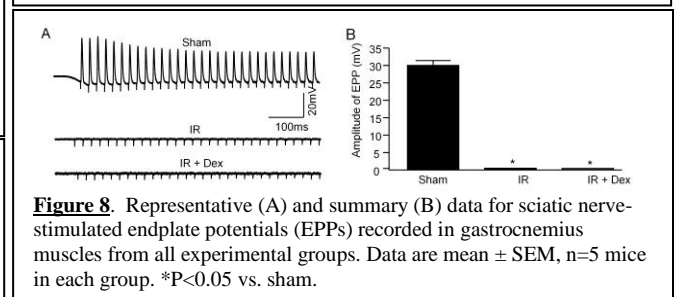 A
Sham
20mV
100ms
IR
IR + Dex
B
Amplitude of EPP (mV)
35
30
25
20
15
10
5
0
*
*
Sham
IR
IR + Dex
Figure 8. Representative (A) and summary (B) data for sciatic nerve-
stimulated endplate potentials (EPPs) recorded in gastrocnemius
muscles from all experimental groups. Data are mean ± SEM, n=5 mice
in each group. *P<0.05 vs. sham.